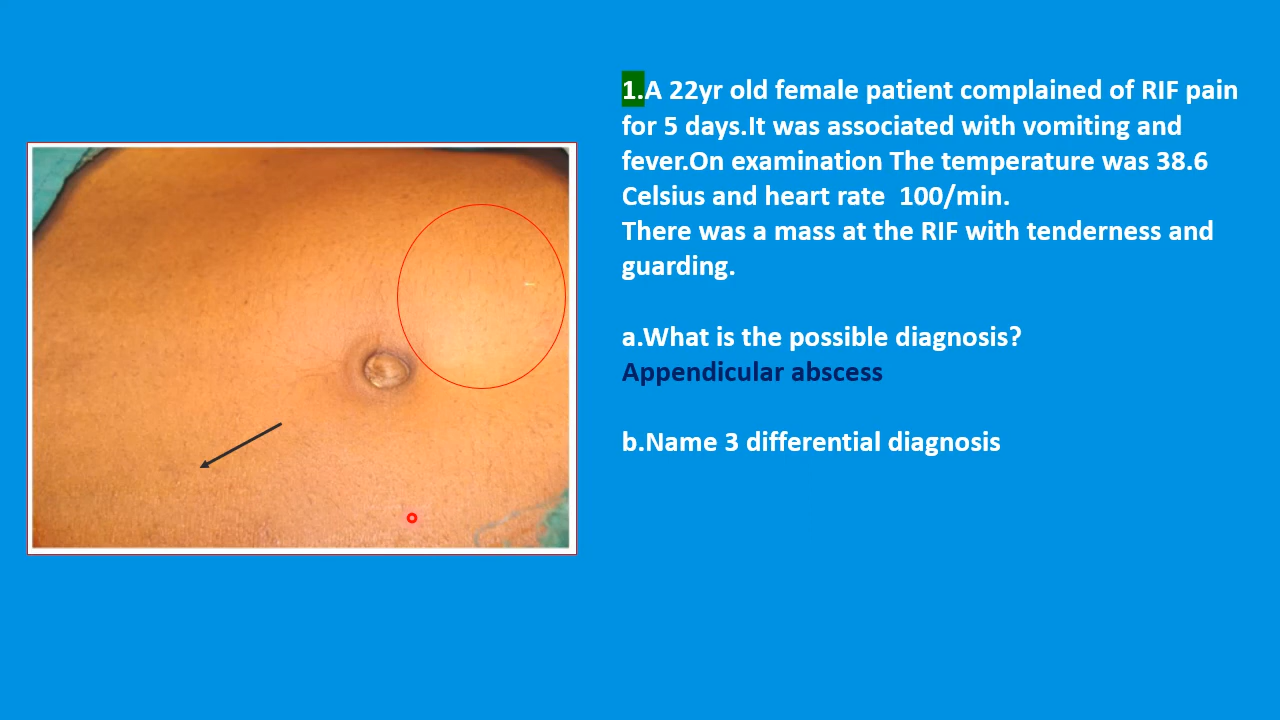 1.A 22yr old female patient complained of RIF pain
for 5 days.It was associated with vomiting and
fever.On examination The temperature was 38.6
Celsius and heart rate  100/min.
There was a mass at the RIF with tenderness and
guarding.
a.What is the possible diagnosis?
Appendicular abscess
b.Name 3 differential diagnosis